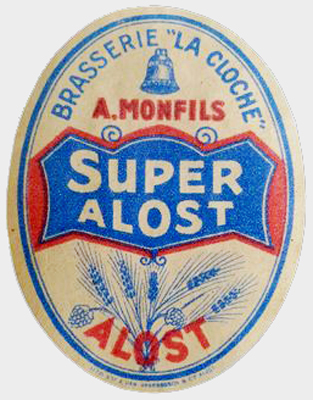 BRASSERIE "LA CLOCHE"
A. MONFILS
SUPER
ALOST
ALOST